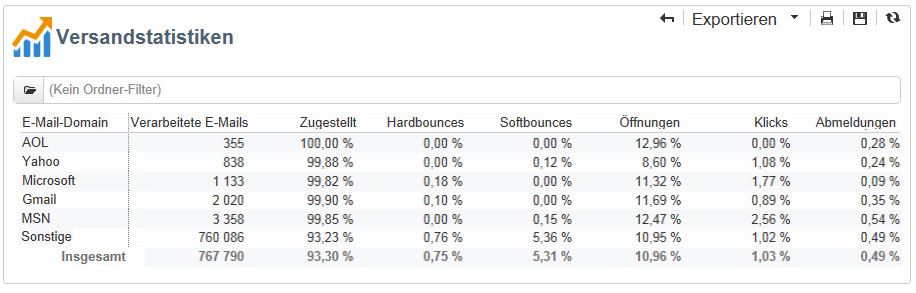 Exportieren
Versandstatistiken
(Kein Ordner-Filter)
E-Mail-Domain Verarbeitete E-Mails Zugestellt Hardbounces Softbounces Öffnungen Klicks Abmeldungen
AOL 355 100,00 % 0,00 % 0,00 % 12,96 % 0,00 % 0,28 %
Yahoo 838 99,88 % 0,00 % 0,12 % 8,60 % 1,08 % 0,24 %
Microsoft 1 133 99,82 % 0,18 % 0,00 % 11,32 % 1,77 % 0,09 %
Gmail 2 020 99,90 % 0,10 % 0,00 % 11,69 % 0,89 % 0,35 %
MSN 3 358 99,85 % 0,00 % 0,15 % 12,47 % 2,56 % 0,54 %
Sonstige 760 086 93,23 % 0,76 % 5,36 % 10,95 % 1,02 % 0,49 %
Insgesamt 767 790 93,30 % 0,75 % 5,31 % 10,96 % 1,03 % 0,49 %